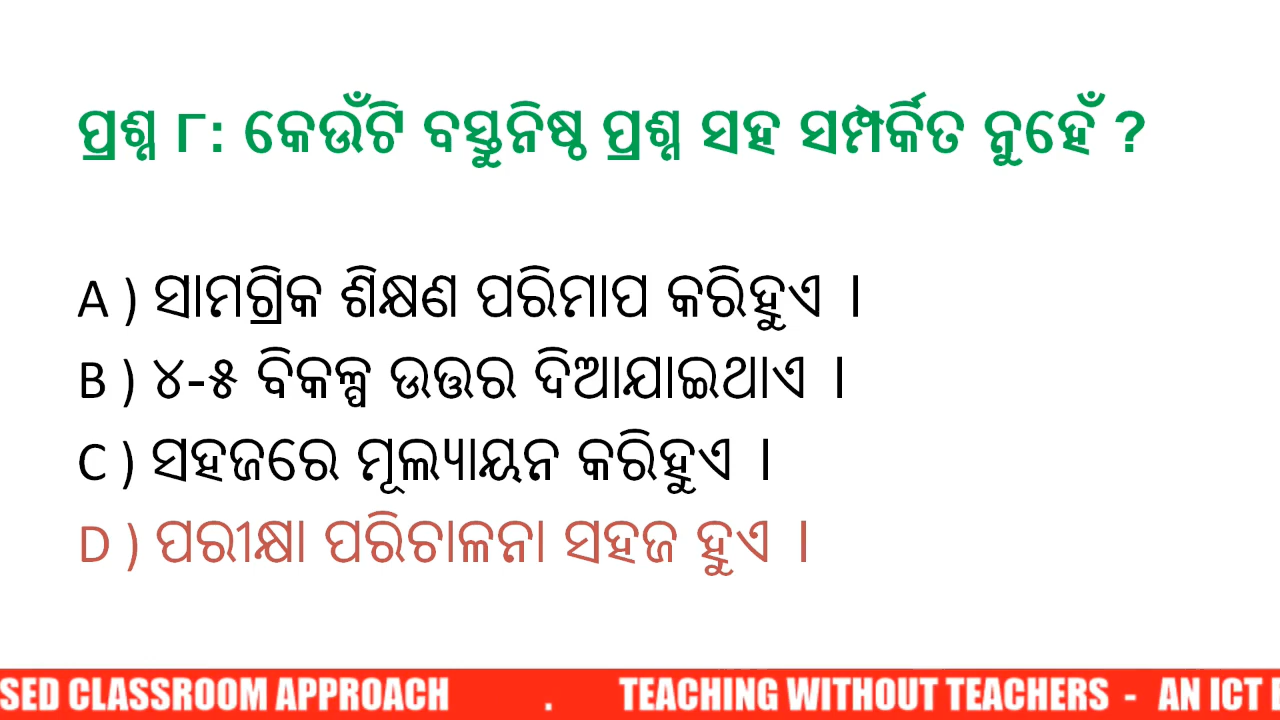 ପ୍ରଶ୍ନ ୮: କେଉଁଟି ବସ୍ତୁନିଷ୍ଠ ପ୍ରଶ୍ନ ସହ ସମ୍ପର୍କିତ ନୁହେଁ ?
A ) ସାମଗ୍ରିକ ଶିକ୍ଷଣ ପରିମାପ କରିହୁଏ ।
B ) ୪-୫ ବିକଳ୍ପ ଉତ୍ତର ଦିଆଯାଇଥାଏ ।
C ) ସହଜରେ ମୂଲ୍ୟାୟନ କରିହୁଏ ।
D ) ପରୀକ୍ଷା ପରିଚାଳନା ସହଜ ହୁଏ ।
SED CLASSROOM APPROACH . TEACHING WITHOUT TEACHERS - AN ICT